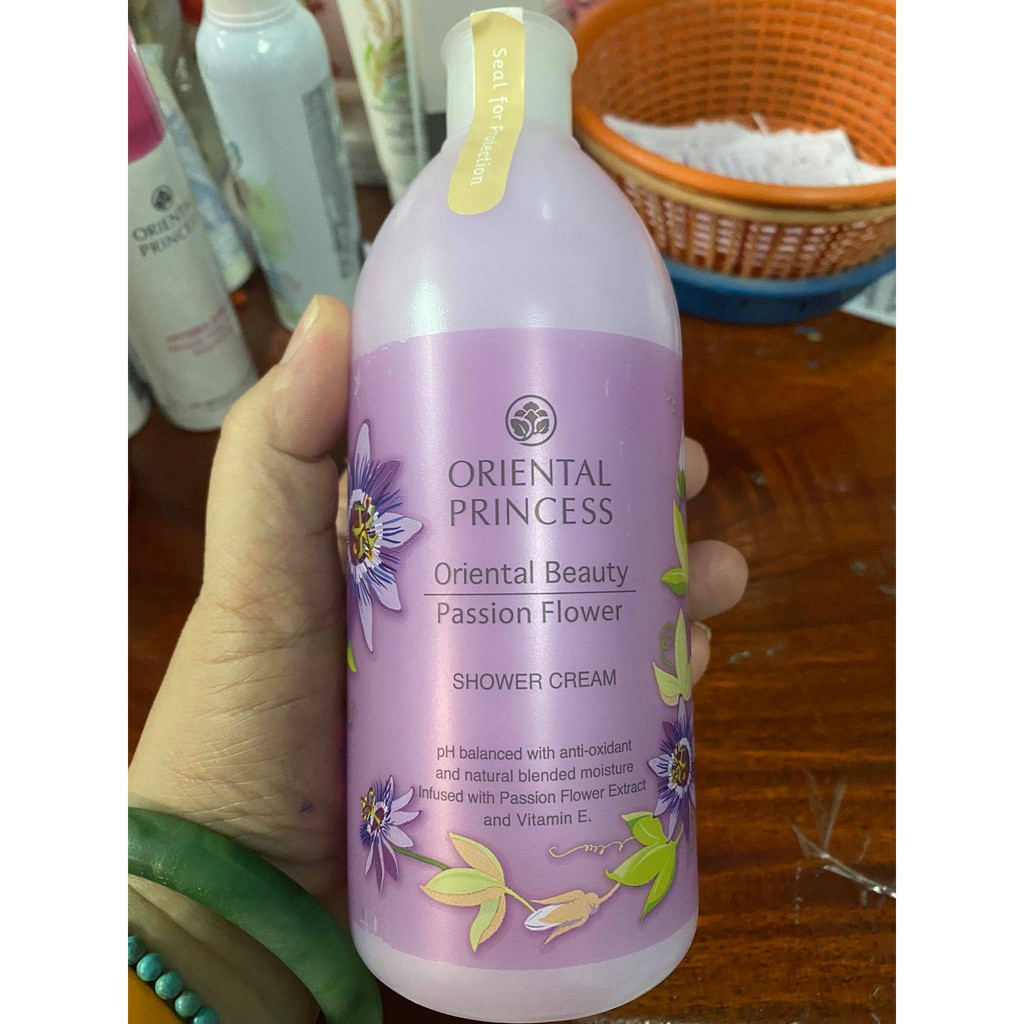 Seal for Protection
ORIENTAL
PRINCESS
ORIENTAL
PRINCESS
Oriental Beauty
Passion Flower
SHOWER CREAM
pH balanced with anti-oxidant
and natural blended moisture
Infused with Passion Flower Extract
and Vitamin E.